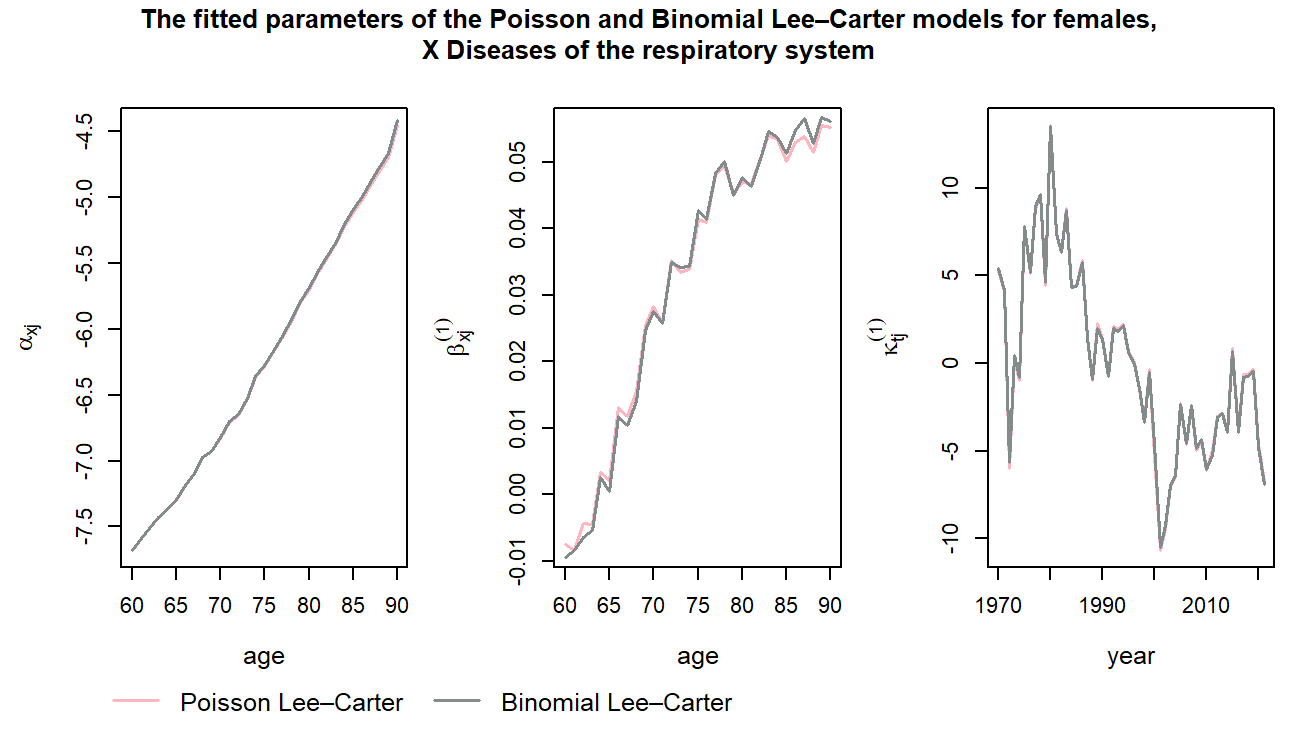 The fitted parameters of the Poisson and Binomial Lee–Carter models for females,
X Diseases of the respiratory system
αxj
-4.5
-5.0
-5.5
-6.0
-6.5
-7.0
-7.5
60 65 70 75 80 85 90
age
βxj(1)
0.05
0.04
0.03
0.02
0.01
0.00
-0.01
60 65 70 75 80 85 90
age
κtj(1)
10
5
0
-5
-10
1970 1990 2010
year
Poisson Lee–Carter Binomial Lee–Carter